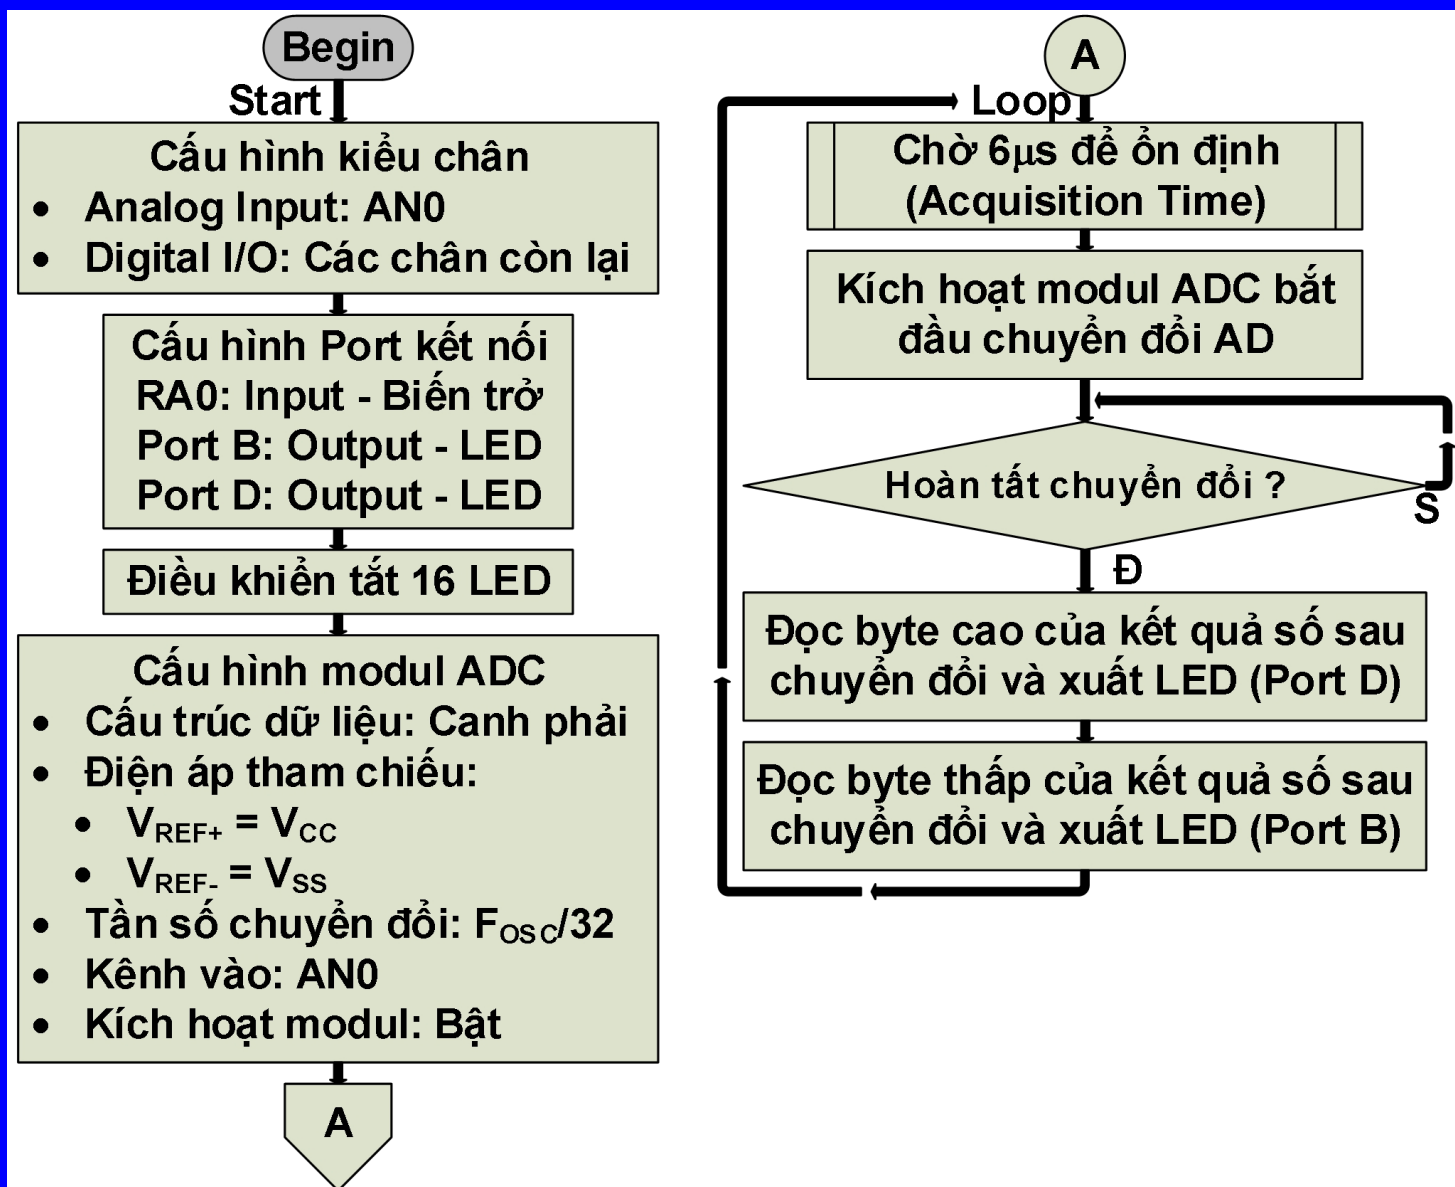 Begin
Start
Cấu hình kiểu chân
• Analog Input: AN0
• Digital I/O: Các chân còn lại
Cấu hình Port kết nối
RA0: Input - Biến trở
Port B: Output - LED
Port D: Output - LED
Điều khiển tắt 16 LED
Cấu hình modul ADC
• Cấu trúc dữ liệu: Canh phải
• Điện áp tham chiếu:
• VREF+ = VCC
• VREF- = VSS
• Tần số chuyển đổi: FOSC/32
• Kênh vào: AN0
• Kích hoạt modul: Bật
A
A
Loop
Chờ 6μs để ổn định
(Acquisition Time)
Kích hoạt modul ADC bắt
đầu chuyển đổi AD
Hoàn tất chuyển đổi ?
S
Đ
Đọc byte cao của kết quả số sau
chuyển đổi và xuất LED (Port D)
Đọc byte thấp của kết quả số sau
chuyển đổi và xuất LED (Port B)